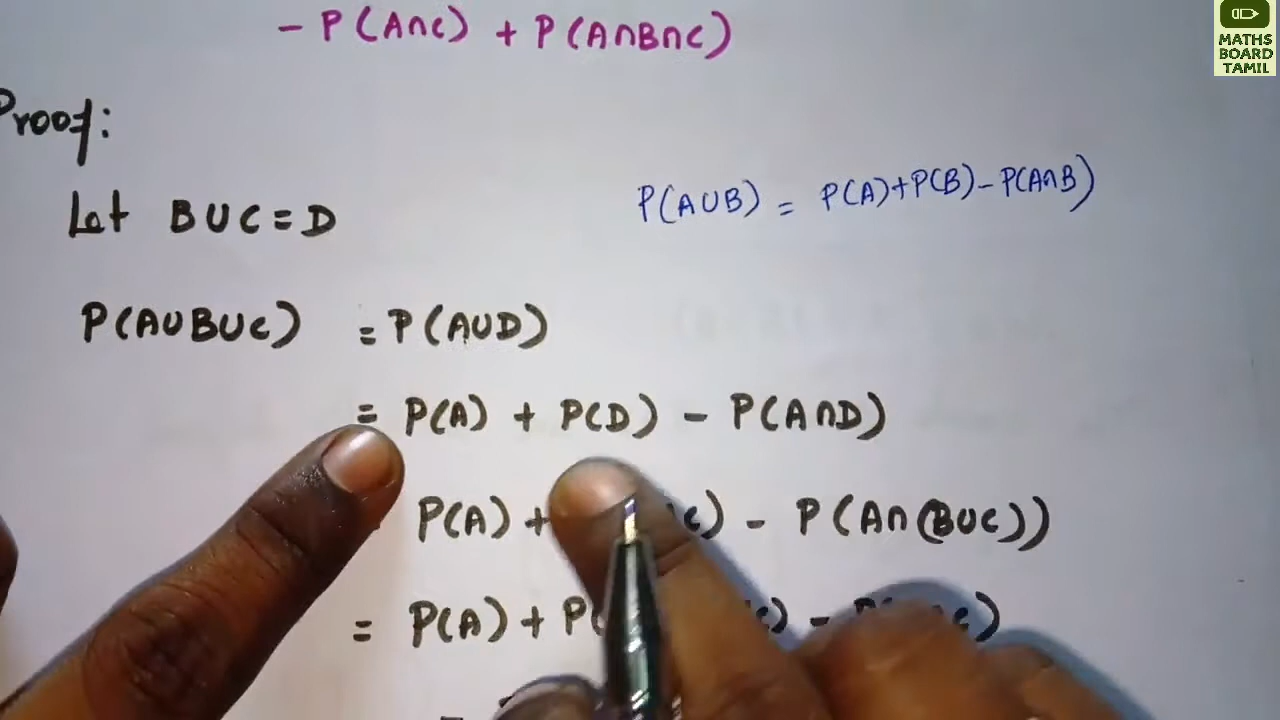 - P(A∩C) + P(A∩B∩C)
MATHS
BOARD
TAMIL
Proof:
P(A∪B) = P(A)+P(B)-P(A∩B)
Let B∪C=D
P(A∪B∪C) = P(A∪D)
= P(A) + P(D) - P(A∩D)
P(A) + C) - P(A∩(B∪C))
= P(A) + P( ) -